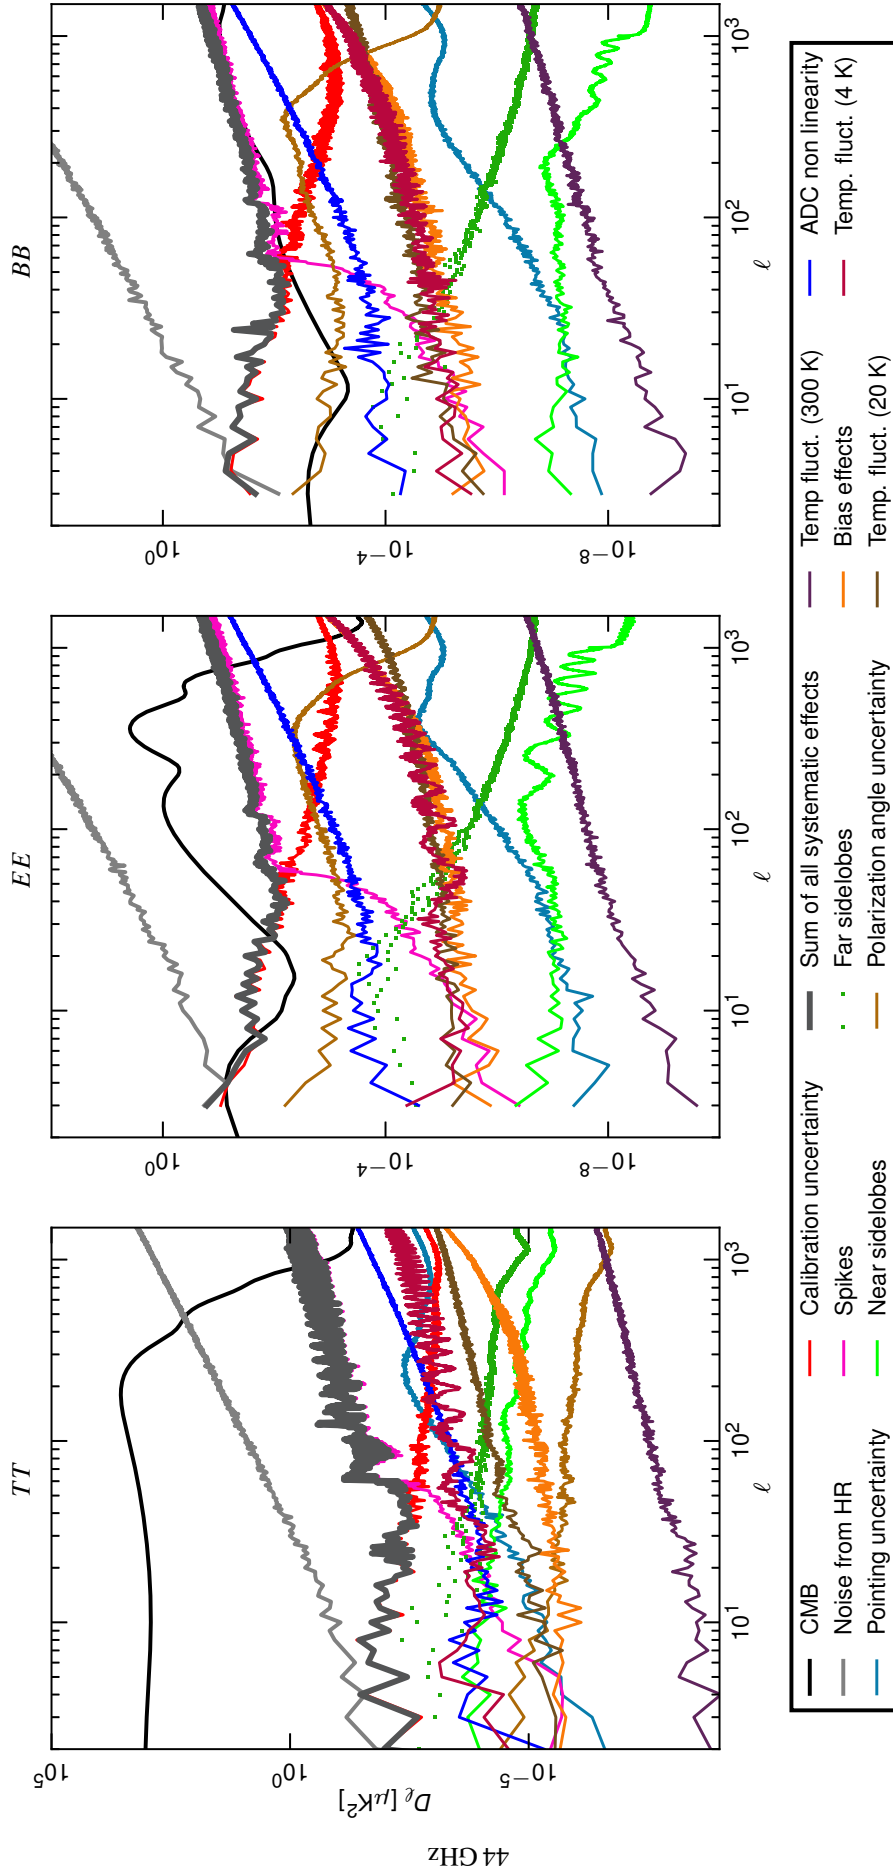 44 GHz
TT
EE
BB
D_ℓ [μK²]
10⁵
10⁰
10⁻⁵
10¹
10²
10³
ℓ
10⁰
10⁻⁴
10⁻⁸
10¹
10²
10³
ℓ
10⁰
10⁻⁴
10⁻⁸
10¹
10²
10³
ℓ
CMB
Calibration uncertainty
Sum of all systematic effects
Temp fluct. (300 K)
ADC non linearity
Noise from HR
Spikes
Far sidelobes
Bias effects
Temp. fluct. (4 K)
Pointing uncertainty
Near sidelobes
Polarization angle uncertainty
Temp. fluct. (20 K)